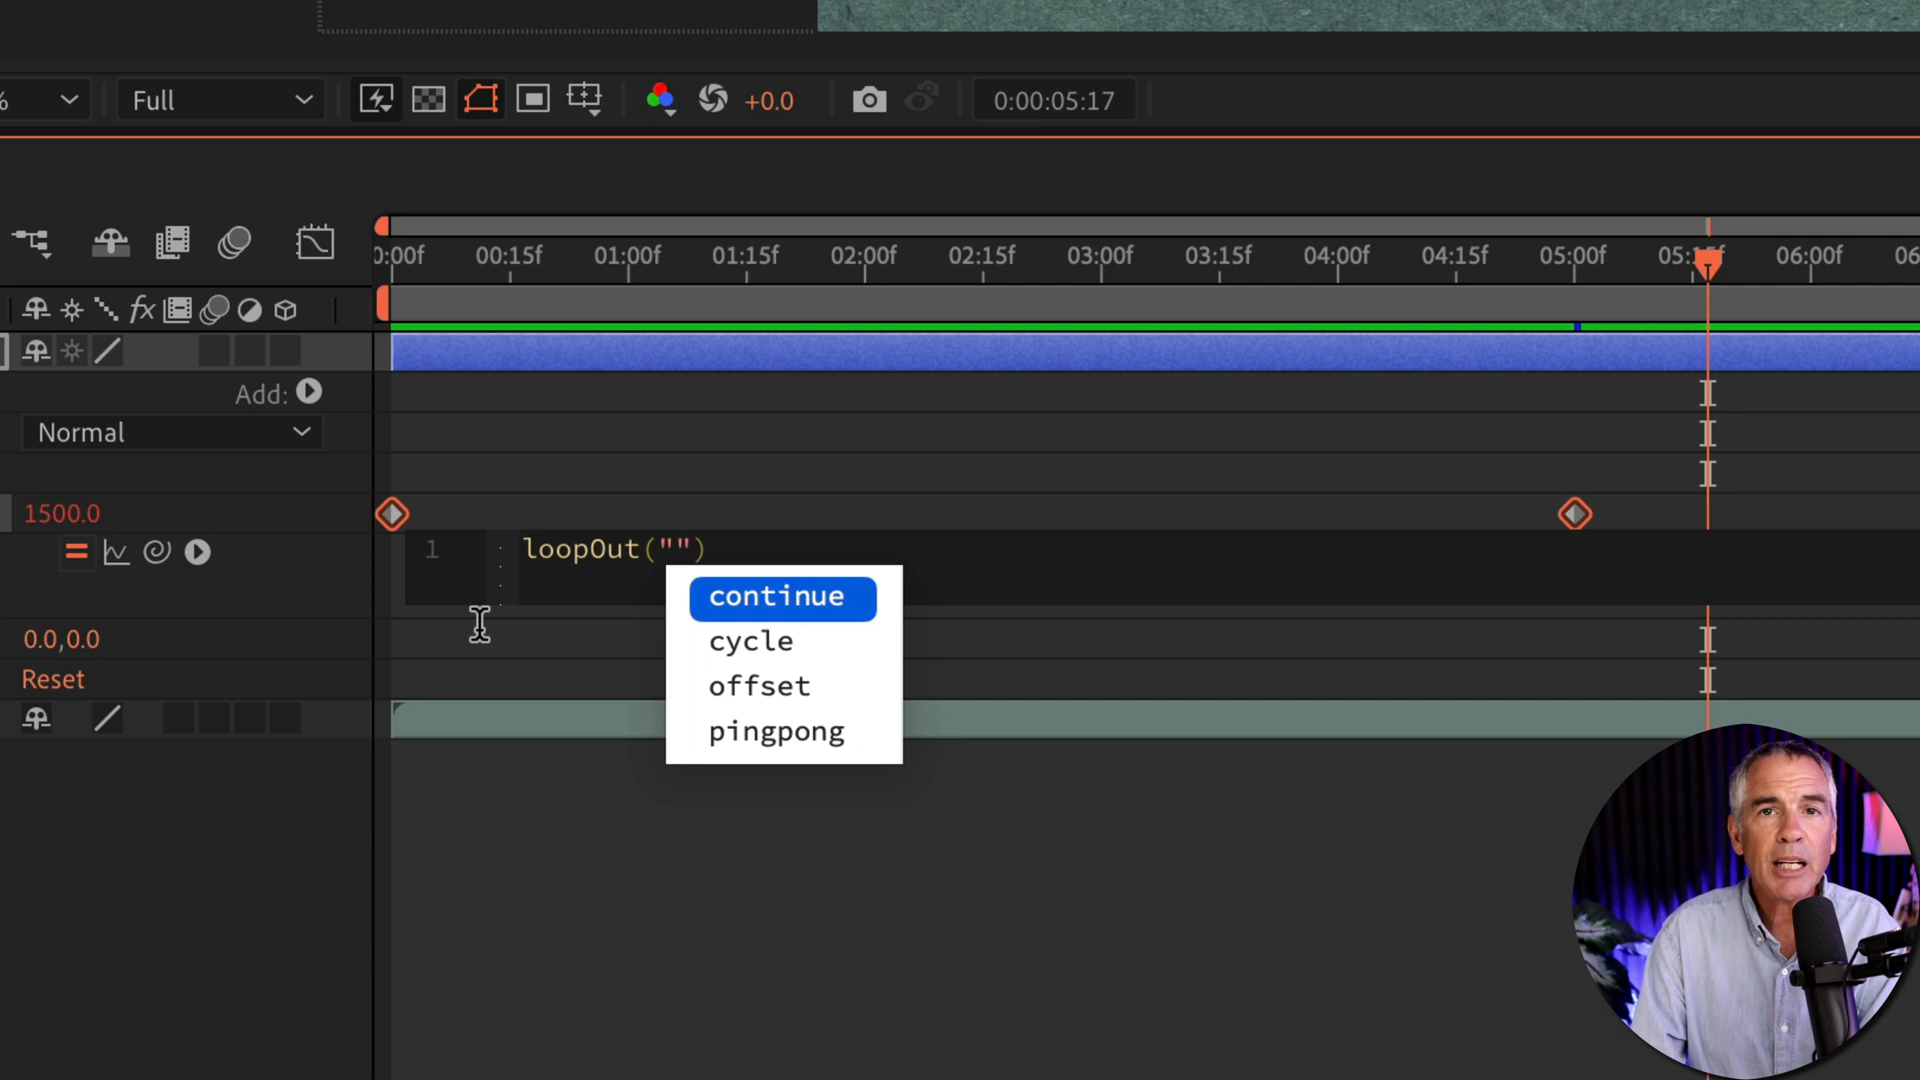 %
Full
+0.0
0:00:05:17
0:00f 00:15f 01:00f 01:15f 02:00f 02:15f 03:00f 03:15f 04:00f 04:15f 05:00f 06:00f 06
fx
Add:
Normal
1500.0
1 loopOut("")
continue
cycle
offset
pingpong
0.0,0.0
Reset